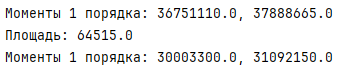 Моменты 1 порядка: 36751110.0, 37888665.0
Площадь: 64515.0
Моменты 1 порядка: 30003300.0, 31092150.0